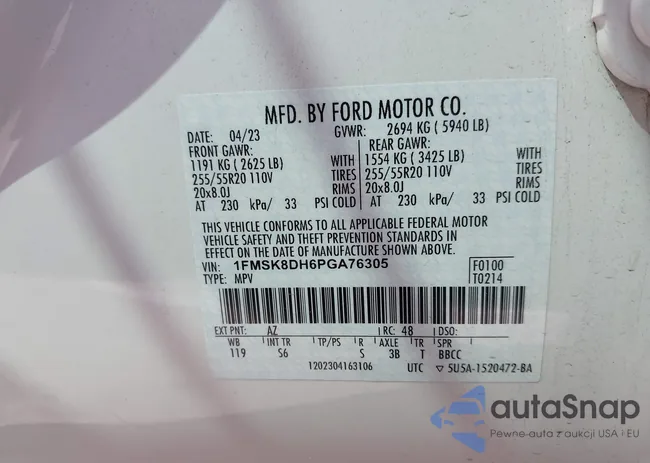 MFD. BY FORD MOTOR CO.
DATE: 04/23 GVWR: 2694 KG ( 5940 LB)
FRONT GAWR: REAR GAWR:
1191 KG ( 2625 LB) WITH 1554 KG ( 3425 LB) WITH
255/55R20 110V TIRES 255/55R20 110V TIRES
20x8.0J RIMS 20x8.0J RIMS
AT 230 kPa/ 33 PSI COLD AT 230 kPa/ 33 PSI COLD
THIS VEHICLE CONFORMS TO ALL APPLICABLE FEDERAL MOTOR
VEHICLE SAFETY AND THEFT PREVENTION STANDARDS IN
EFFECT ON THE DATE OF MANUFACTURE SHOWN ABOVE.
VIN: 1FMSK8DH6PGA76305 F0100
TYPE: MPV T0214
EXT PNT: AZ RC: 48 DSO:
WB INT TR TP/PS R AXLE TR SPR
119 S6 S 3B T BBCC
1202304163106 UTC SU5A-1520472-BA
autaSnap
Pewne-auta z aukcji USA i EU